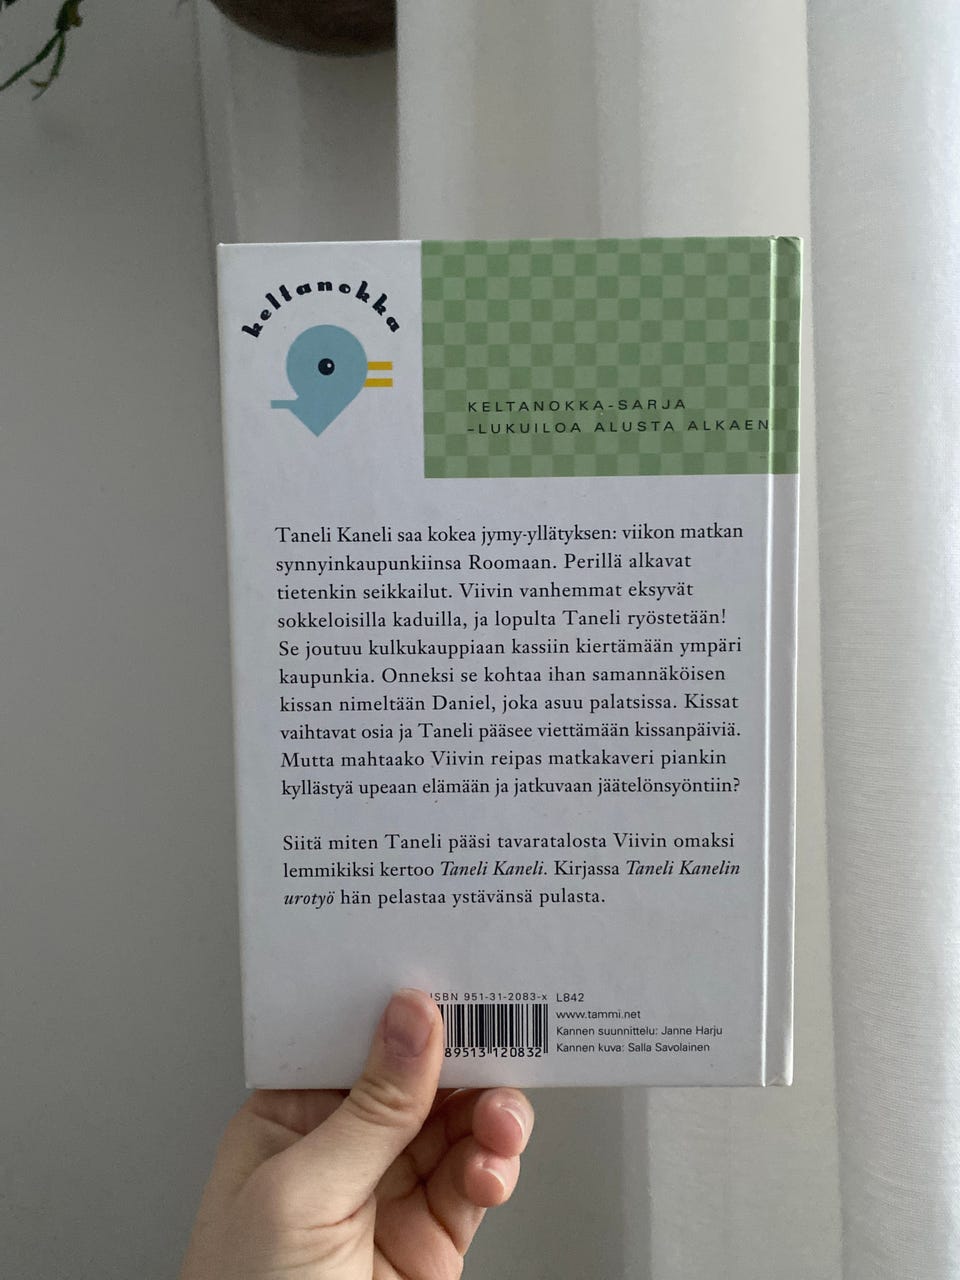 keltanokka
KELTANOKKA-SARJA
-LUKUILOA ALUSTA ALKAEN
Taneli Kaneli saa kokea jymy-yllätyksen: viikon matkan
synnyinkaupunkiinsa Roomaan. Perillä alkavat
tietenkin seikkailut. Viivin vanhemmat eksyvät
sokkeloisilla kaduilla, ja lopulta Taneli ryöstetään!
Se joutuu kulkukauppiaan kassiin kiertämään ympäri
kaupunkia. Onneksi se kohtaa ihan samannäköisen
kissan nimeltään Daniel, joka asuu palatsissa. Kissat
vaihtavat osia ja Taneli pääsee viettämään kissanpäiviä.
Mutta mahtaako Viivin reipas matkakaveri piankin
kyllästyä upeaan elämään ja jatkuvaan jäätelönsyöntiin?
Siitä miten Taneli pääsi tavaratalosta Viivin omaksi
lemmikiksi kertoo Taneli Kaneli. Kirjassa Taneli Kanelin
urotyö hän pelastaa ystävänsä pulasta.
ISBN 951-31-2083-x L842
www.tammi.net
Kannen suunnittelu: Janne Harju
Kannen kuva: Salla Savolainen
89513 120832